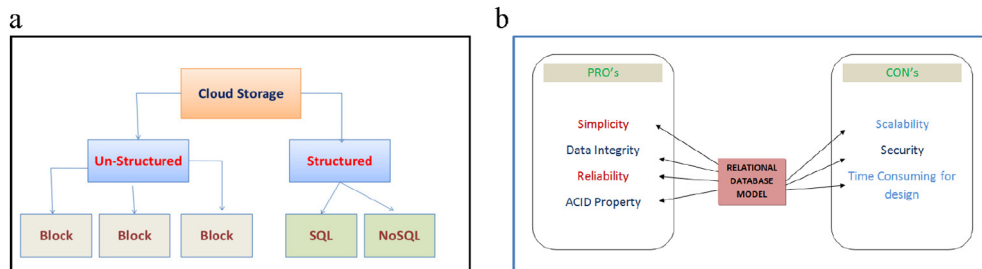 a
Cloud Storage
Un-Structured
Structured
Block
Block
Block
SQL
NoSQL
b
PRO's
Simplicity
Data Integrity
Reliability
ACID Property
RELATIONAL
DATABASE
MODEL
CON's
Scalability
Security
Time Consuming for
design